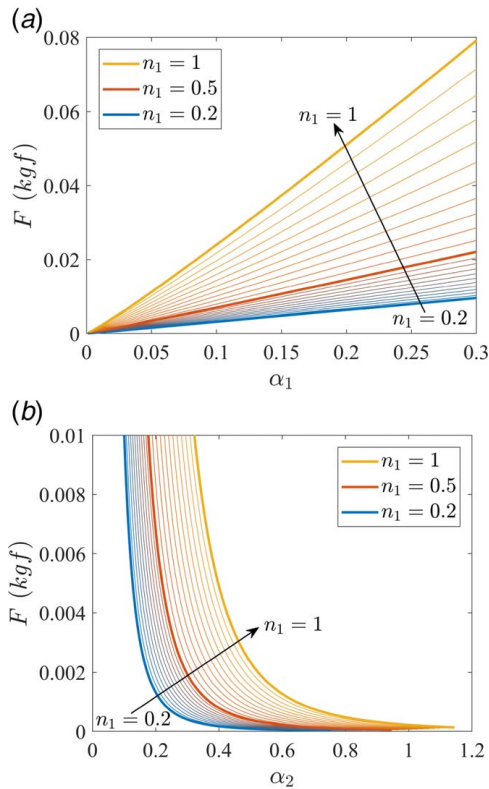 (a)
0.08
0.06
0.04
0.02
0
F (kgf)
n₁ = 1
n₁ = 0.5
n₁ = 0.2
n₁ = 1
n₁ = 0.2
0 0.05 0.1 0.15 0.2 0.25 0.3
α₁
(b)
0.01
0.008
0.006
0.004
0.002
0
F (kgf)
n₁ = 1
n₁ = 0.5
n₁ = 0.2
n₁ = 1
n₁ = 0.2
0 0.2 0.4 0.6 0.8 1 1.2
α₂